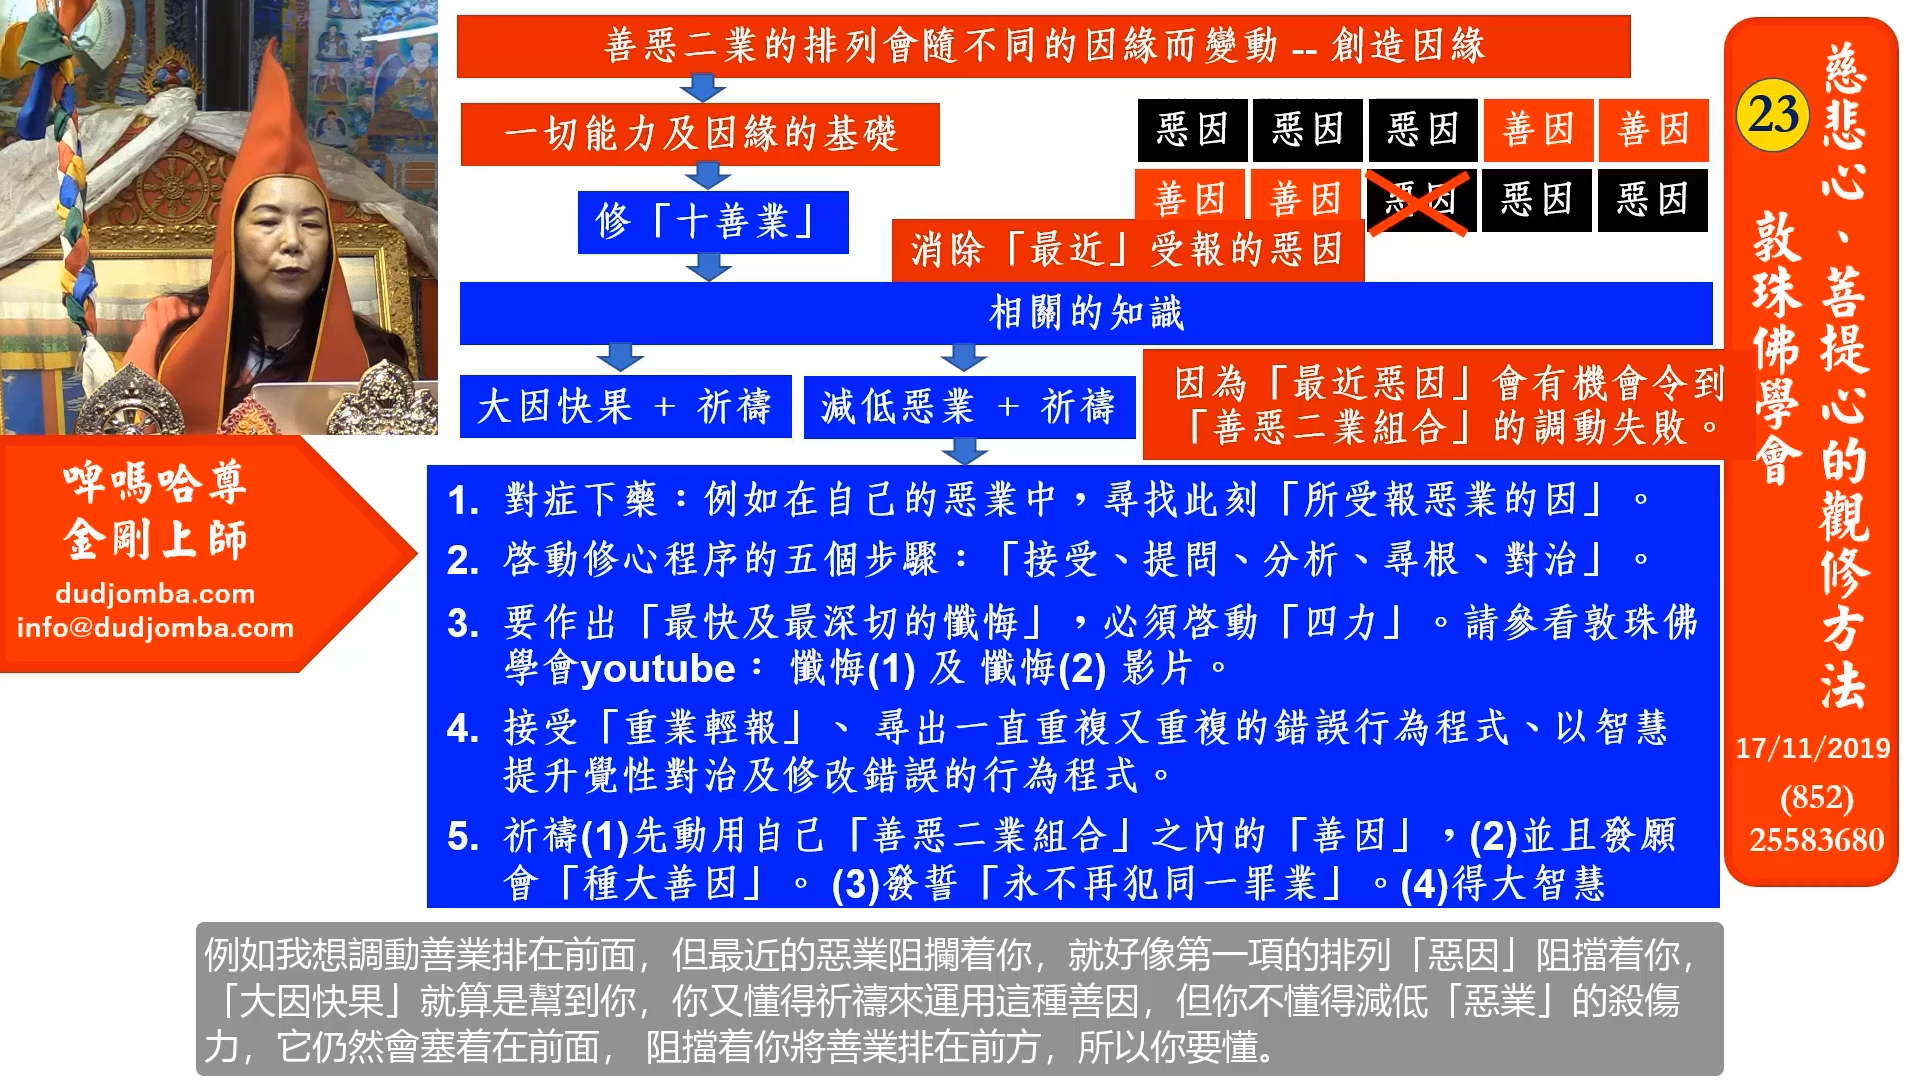 善惡二業的排列會隨不同的因緣而變動 -- 創造因緣
一切能力及因緣的基礎
修「十善業」
惡因 惡因 惡因 善因 善因
善因 善因 惡因 惡因 惡因
消除「最近」受報的惡因
相關的知識
大因快果 + 祈禱
減低惡業 + 祈禱
因為「最近惡因」會有機會令到
「善惡二業組合」的調動失敗。
1. 對症下藥：例如在自己的惡業中，尋找此刻「所受報惡業的因」。
2. 啓動修心程序的五個步驟：「接受、提問、分析、尋根、對治」。
3. 要作出「最快及最深切的懺悔」，必須啓動「四力」。請參看敦珠佛
學會youtube： 懺悔(1) 及 懺悔(2) 影片。
4. 接受「重業輕報」、 尋出一直重複又重複的錯誤行為程式、以智慧
提升覺性對治及修改錯誤的行為程式。
5. 祈禱(1)先動用自己「善惡二業組合」之內的「善因」，(2)並且發願
會「種大善因」。 (3)發誓「永不再犯同一罪業」。(4)得大智慧
啤嗎哈尊
金剛上師
dudjomba.com
info@dudjomba.com
23
慈悲心、菩提心的觀修方法
敦珠佛學會
17/11/2019
(852)
25583680
例如我想調動善業排在前面，但最近的惡業阻攔着你，就好像第一項的排列「惡因」阻擋着你，
「大因快果」就算是幫到你，你又懂得祈禱來運用這種善因，但你不懂得減低「惡業」的殺傷
力，它仍然會塞着在前面， 阻擋着你將善業排在前方，所以你要懂。